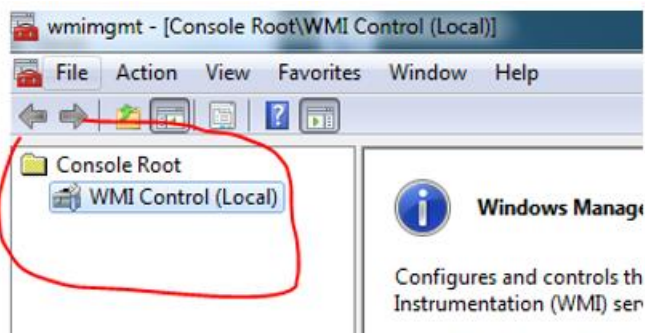 wmimgmt - [Console Root\WMI Control (Local)]
File Action View Favorites Window Help
Console Root
WMI Control (Local)
Windows Manage
Configures and controls th
Instrumentation (WMI) ser